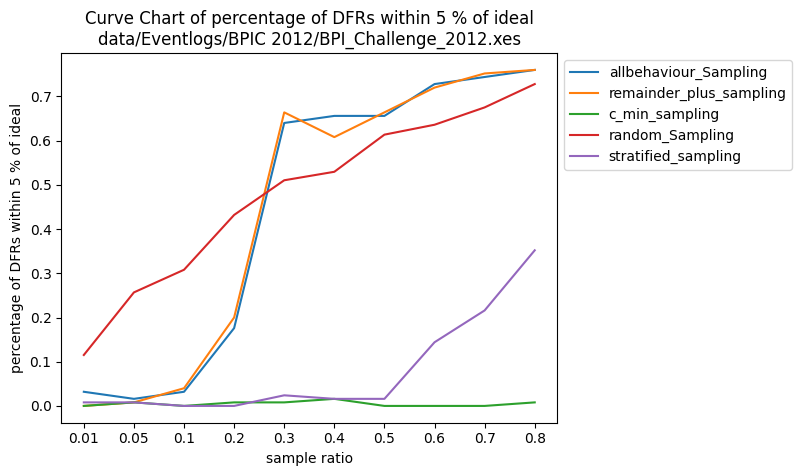 Curve Chart of percentage of DFRs within 5 % of ideal
data/Eventlogs/BPIC 2012/BPI_Challenge_2012.xes
percentage of DFRs within 5 % of ideal
0.7
0.6
0.5
0.4
0.3
0.2
0.1
0.0
0.01 0.05 0.1 0.2 0.3 0.4 0.5 0.6 0.7 0.8
sample ratio
allbehaviour_Sampling
remainder_plus_sampling
c_min_sampling
random_Sampling
stratified_sampling